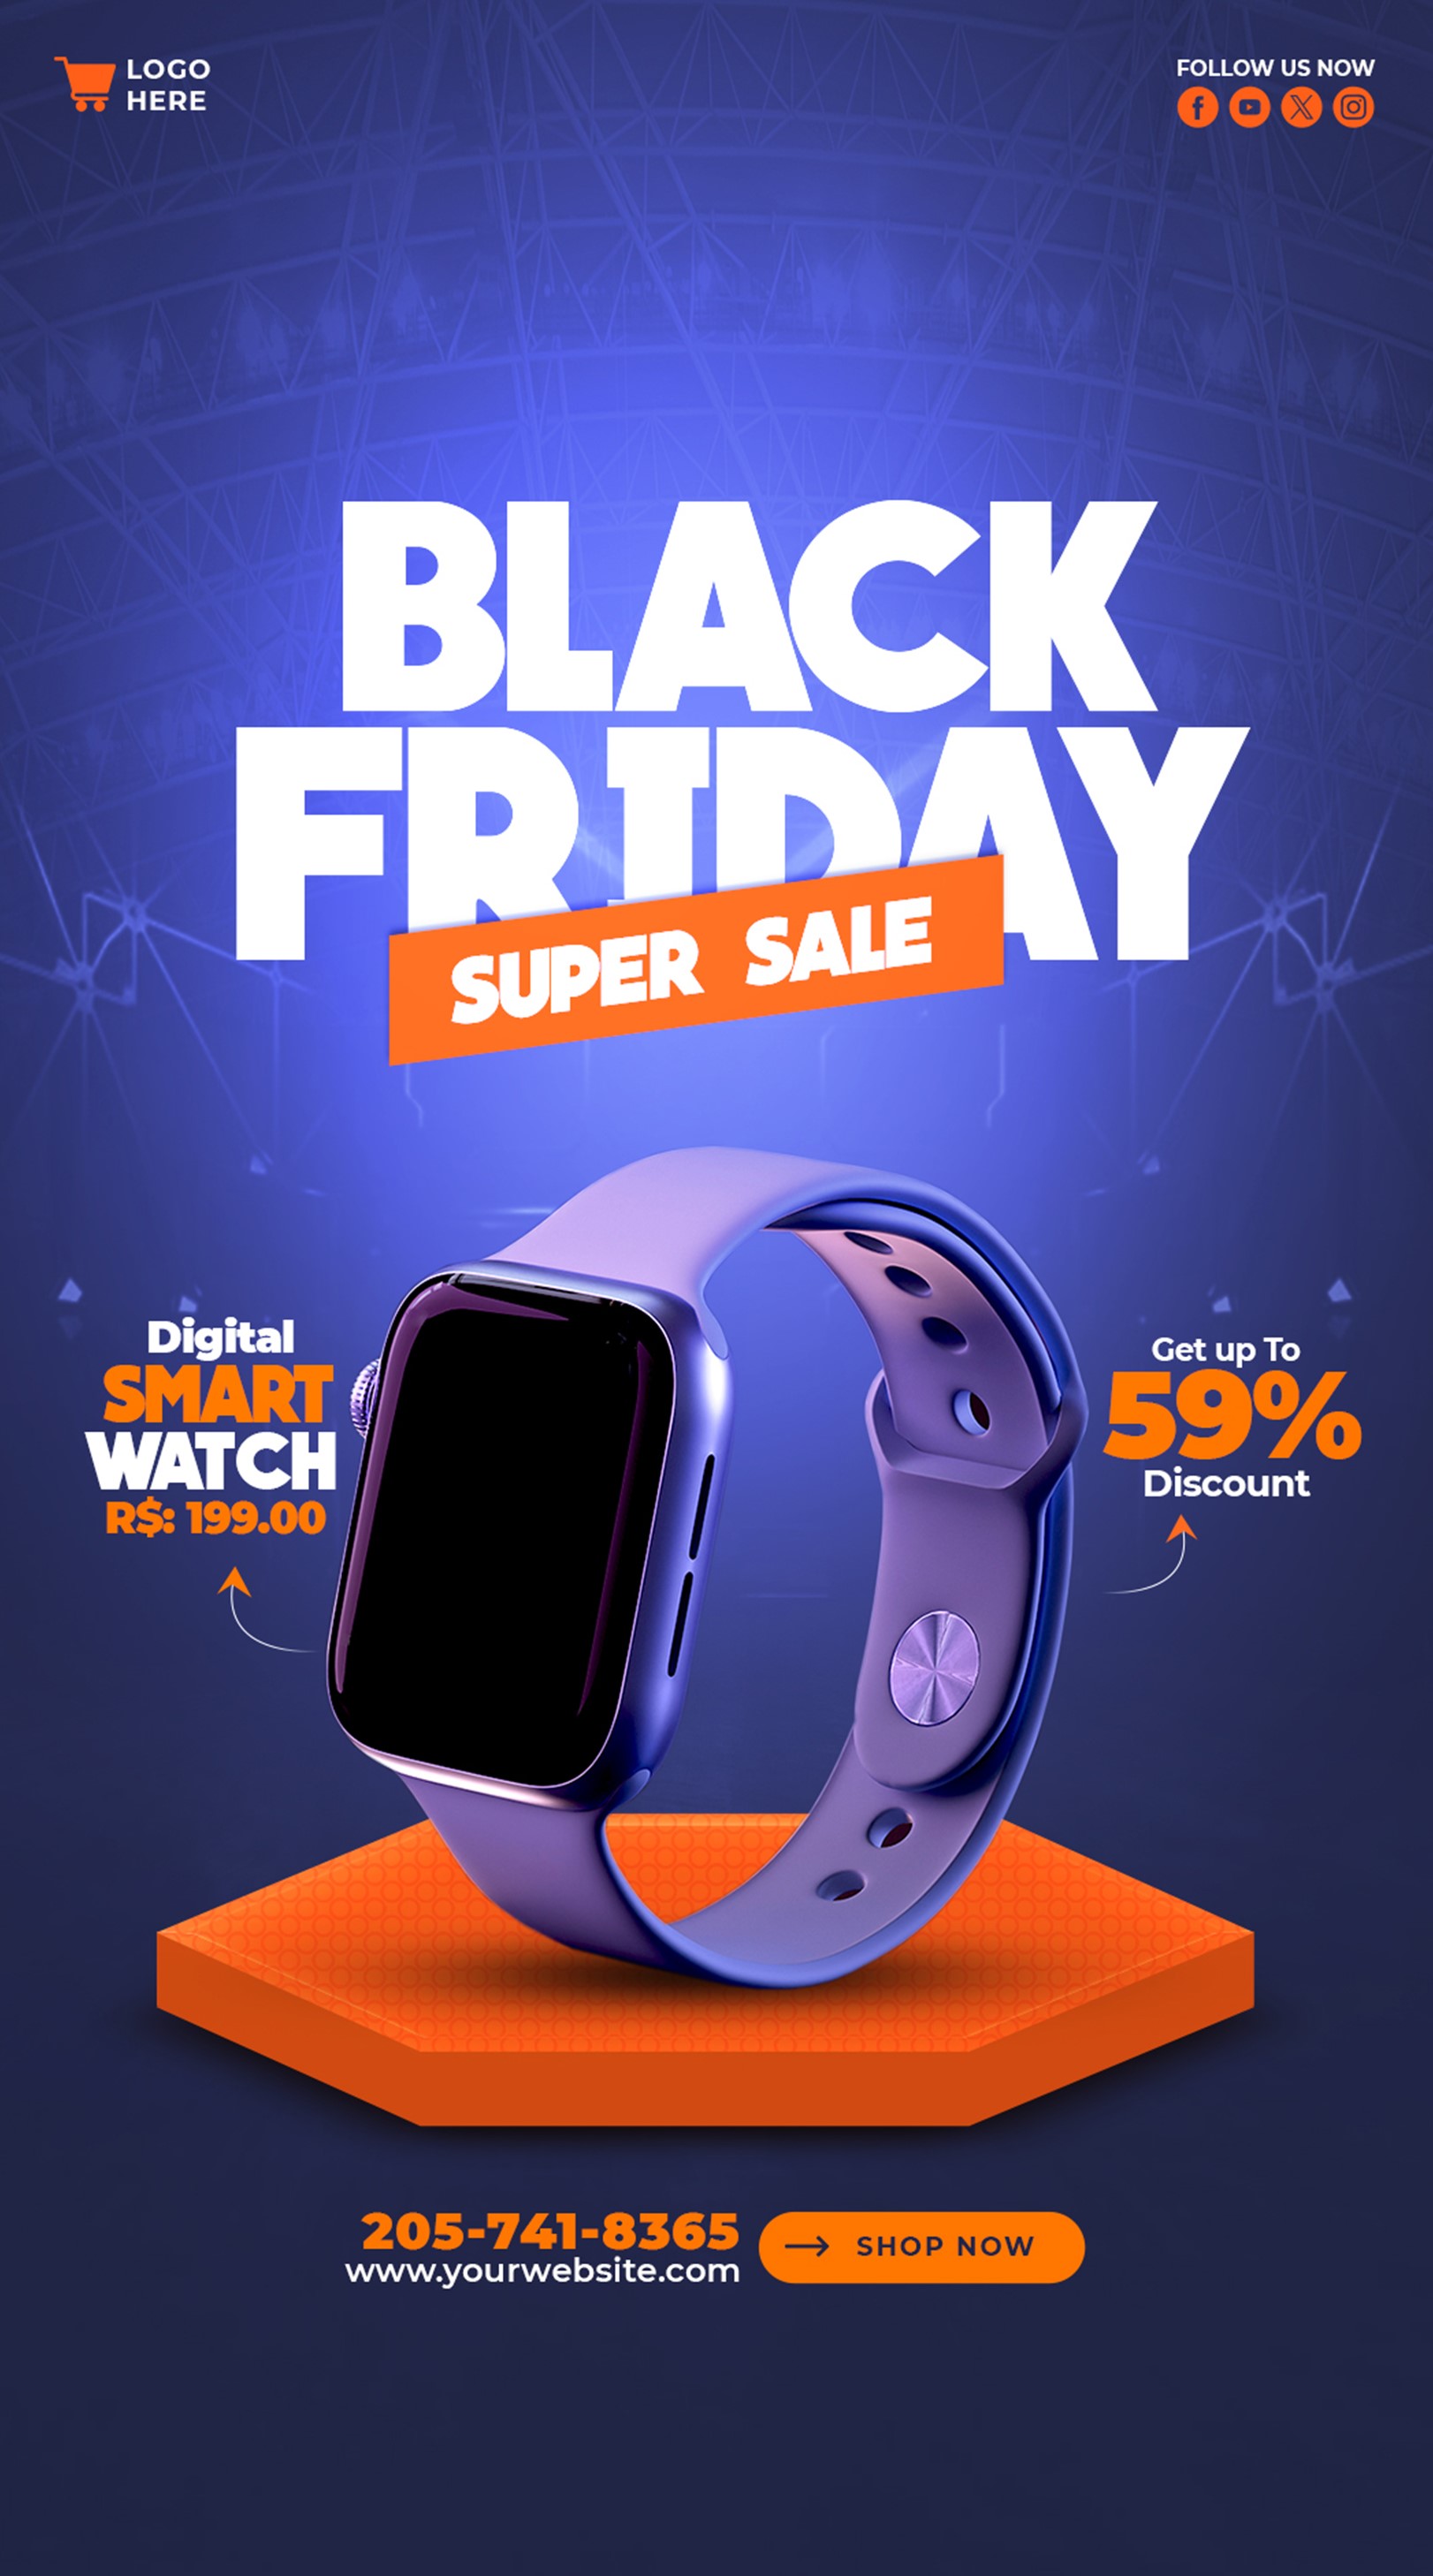 LOGO
HERE
FOLLOW US NOW
BLACK
FRIDAY
SUPER SALE
Digital
SMART
WATCH
R$: 199.00
Get up To
59%
Discount
205-741-8365
www.yourwebsite.com
SHOP NOW